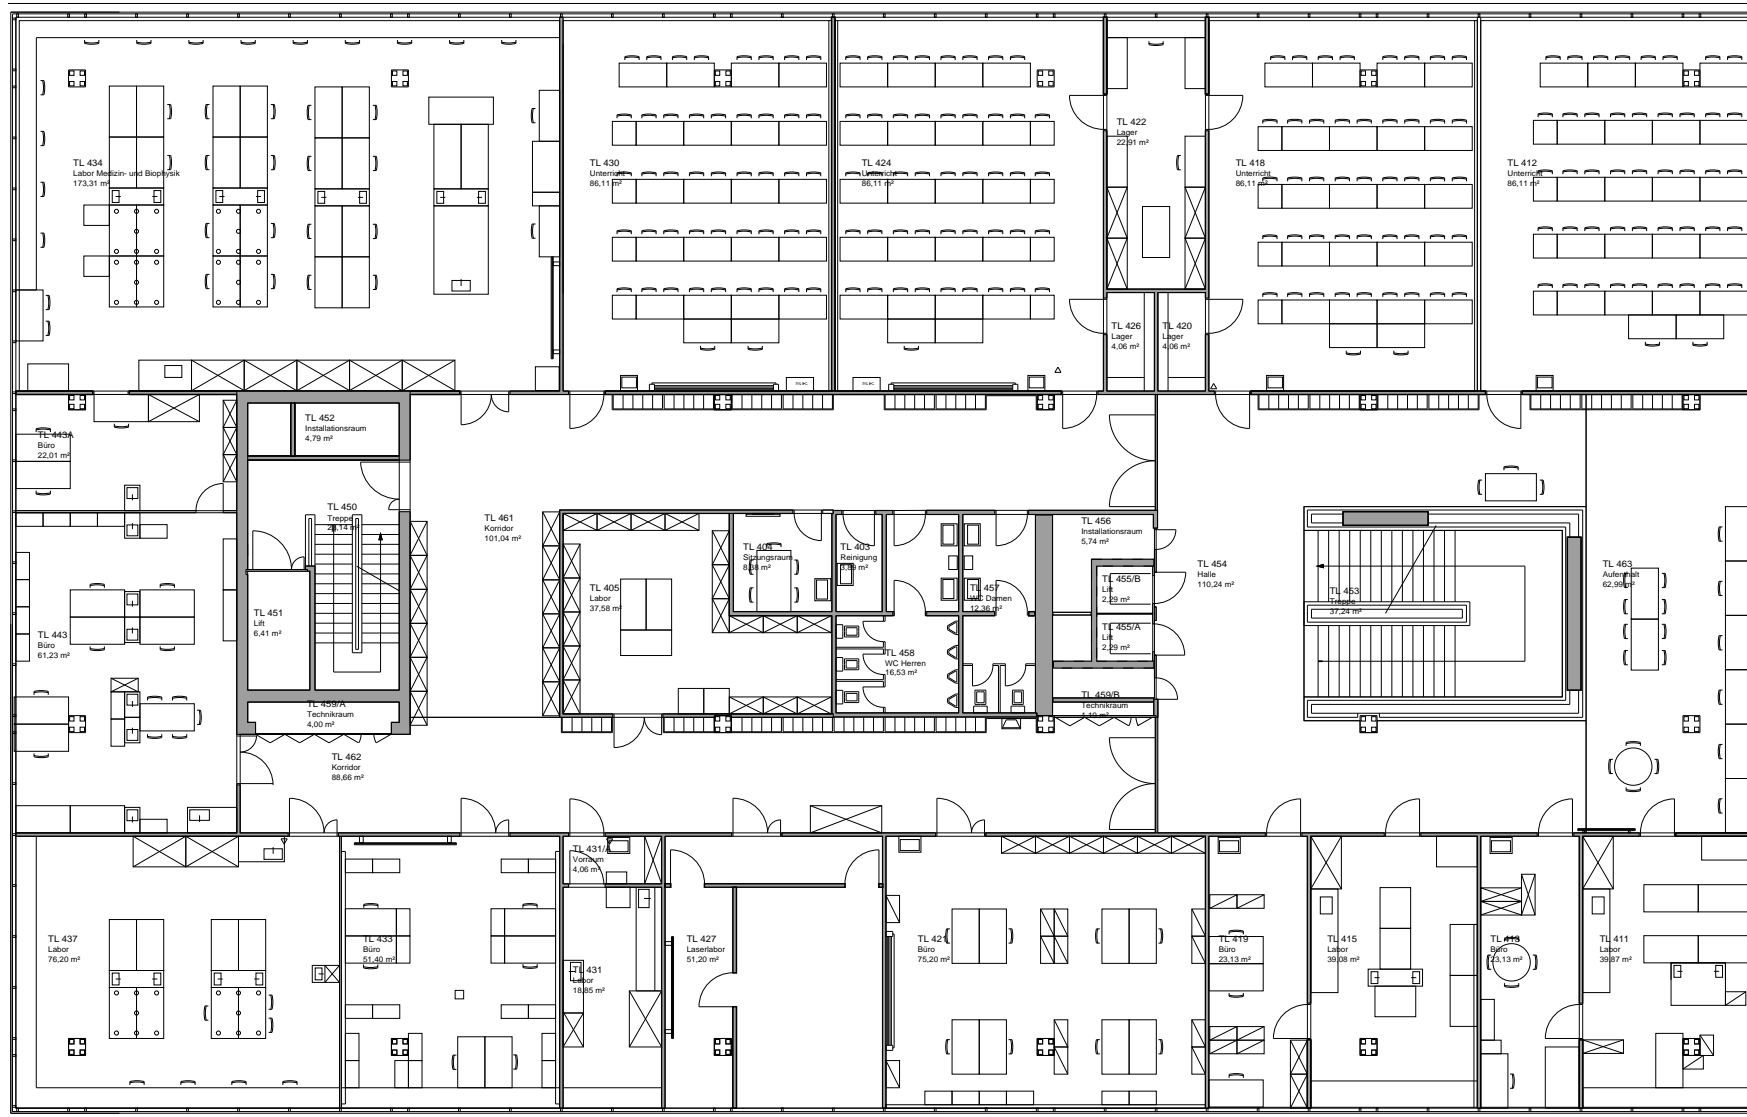 TL 434
Labor Medizin- und Biophysik
173,31 m²
TL 430
Unterricht
86,11 m²
TL 424
Unterricht
86,11 m²
TL 422
Lager
22,91 m²
TL 418
Unterricht
86,11 m²
TL 412
Unterricht
86,11 m²
TL 426
Lager
4,06 m²
TL 420
Lager
4,06 m²
TL 452
Installationsraum
4,79 m²
TL 443A
Büro
22,01 m²
TL 450
Treppe
TL 461
Korridor
101,04 m²
TL 456
Installationsraum
5,74 m²
TL 404
Sitzungsraum
8,38 m²
TL 403
Reinigung
TL 454
Halle
110,24 m²
TL 463
Aufenthalt
62,99 m²
TL 455/B
Lift
2,29 m²
TL 405
Labor
37,58 m²
TL 457
WC Damen
12,36 m²
TL 453
Treppe
37,24 m²
TL 451
Lift
6,41 m²
TL 443
Büro
61,23 m²
TL 455/A
Lift
2,29 m²
TL 458
WC Herren
16,53 m²
TL 459/A
Technikraum
4,00 m²
TL 459/B
Technikraum
TL 462
Korridor
88,66 m²
TL 431/A
Vorraum
4,06 m²
TL 437
Labor
76,20 m²
TL 433
Büro
51,40 m²
TL 431
Labor
18,85 m²
TL 427
Laserlabor
51,20 m²
TL 421
Büro
75,20 m²
TL 419
Büro
23,13 m²
TL 415
Labor
39,08 m²
TL 413
Büro
23,13 m²
TL 411
Labor
39,87 m²